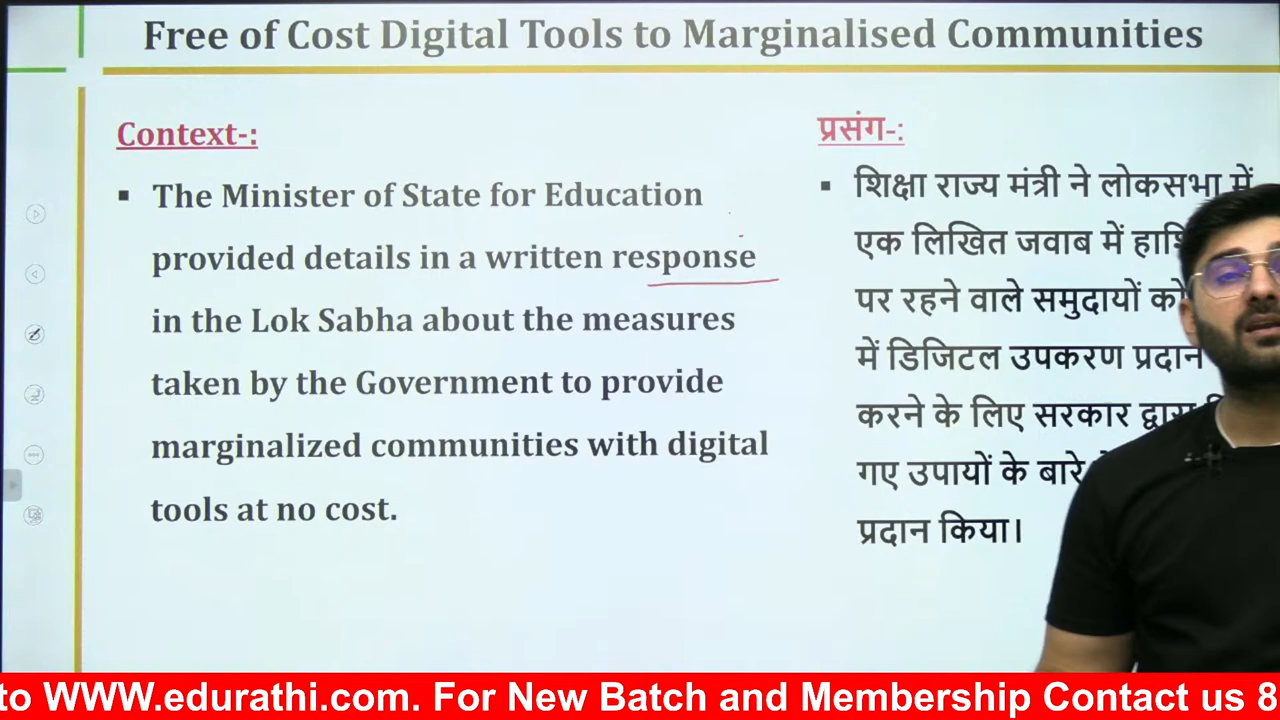 Free of Cost Digital Tools to Marginalised Communities
Context-:
▪ The Minister of State for Education
provided details in a written response
in the Lok Sabha about the measures
taken by the Government to provide
marginalized communities with digital
tools at no cost.
प्रसंग-:
▪ शिक्षा राज्य मंत्री ने लोकसभा में
एक लिखित जवाब में
पर रहने वाले समुदायों को
में डिजिटल उपकरण प्रदान
करने के लिए सरकार द्वारा
गए उपायों के बारे
प्रदान किया।
to WWW.edurathi.com. For New Batch and Membership Contact us 8